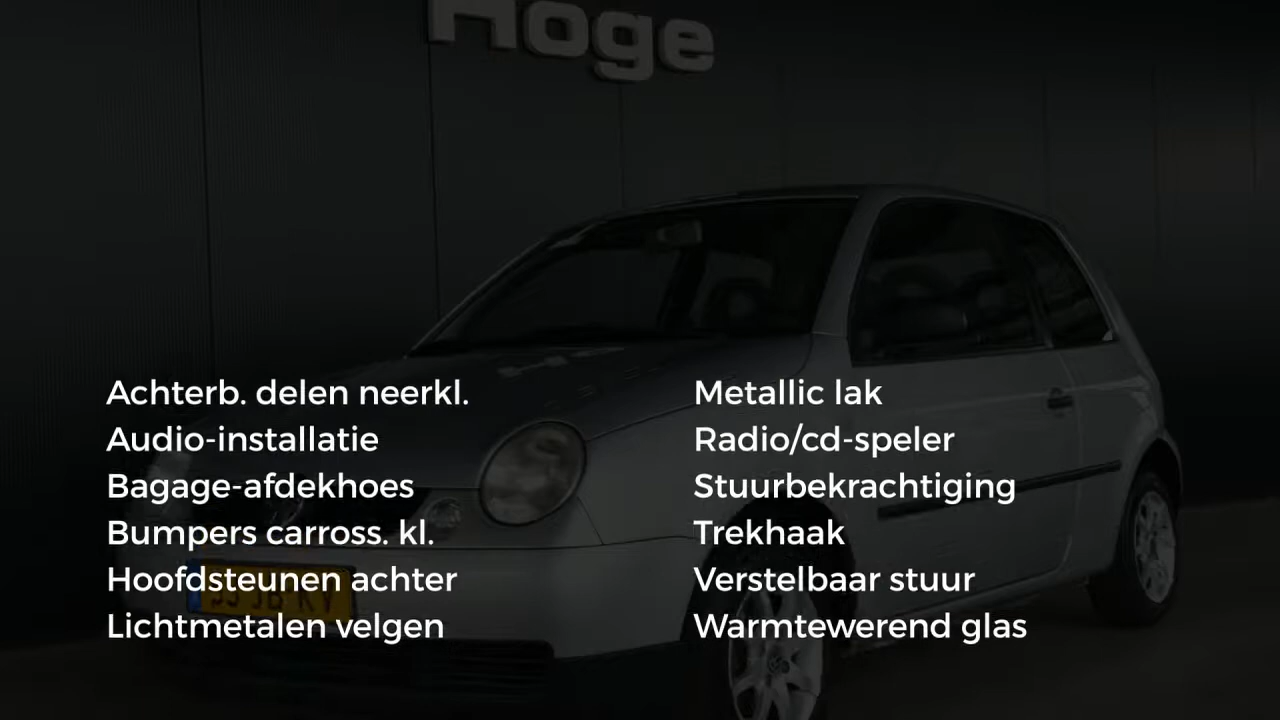 Hoge
Achterb. delen neerkl.
Audio-installatie
Bagage-afdekhoes
Bumpers carross. kl.
Hoofdsteunen achter
Lichtmetalen velgen
Metallic lak
Radio/cd-speler
Stuurbekrachtiging
Trekhaak
Verstelbaar stuur
Warmtewerend glas